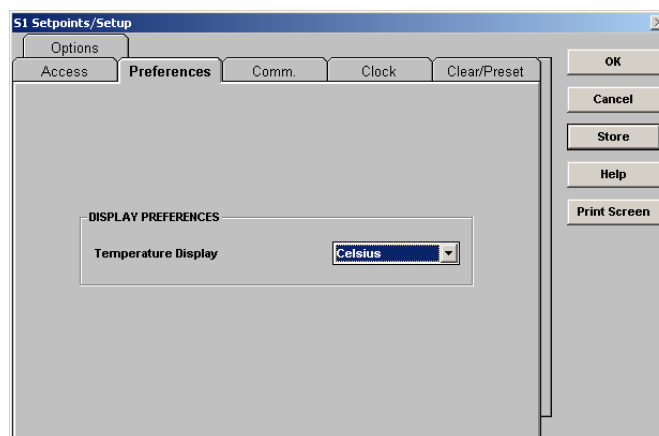 S1 Setpoints/Setup
Options
Access Preferences Comm. Clock Clear/Preset
OK
Cancel
Store
Help
Print Screen
DISPLAY PREFERENCES
Temperature Display Celsius